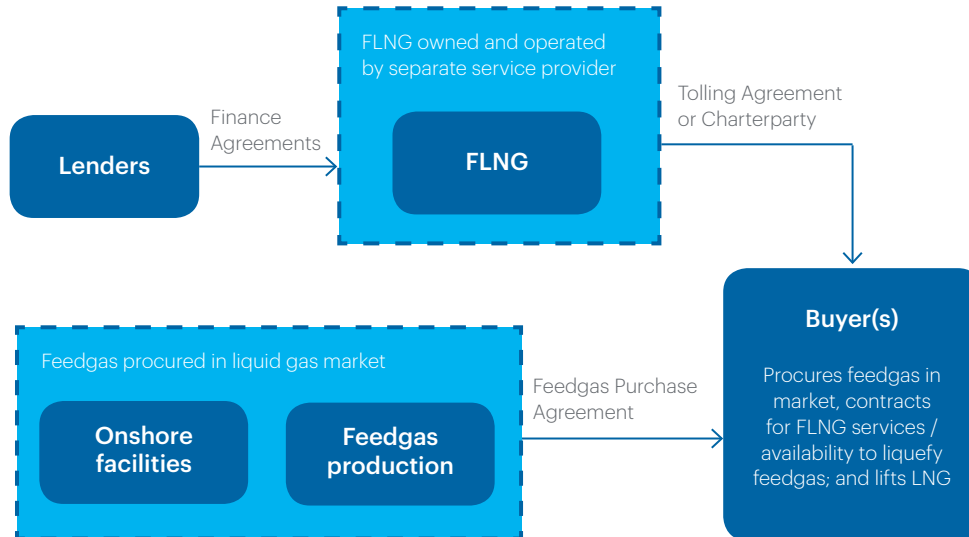 FLNG owned and operated
by separate service provider
Finance
Agreements
Lenders
FLNG
Tolling Agreement
or Charterparty
Buyer(s)
Procures feedgas in
market, contracts
for FLNG services /
availability to liquefy
feedgas; and lifts LNG
Feedgas procured in liquid gas market
Onshore
facilities
Feedgas
production
Feedgas Purchase
Agreement